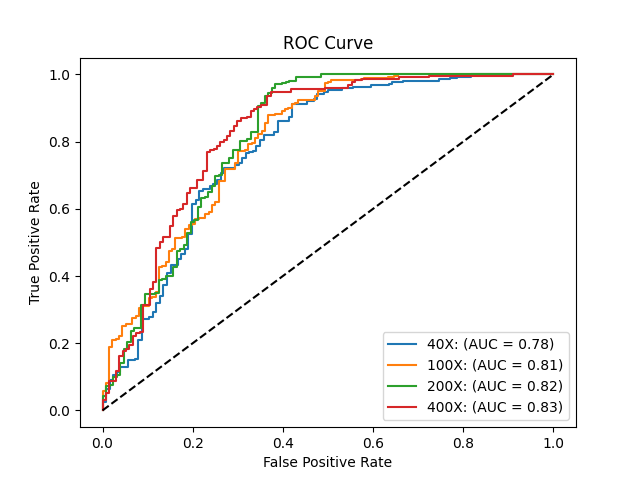 ROC Curve
True Positive Rate
1.0
0.8
0.6
0.4
0.2
0.0
40X: (AUC = 0.78)
100X: (AUC = 0.81)
200X: (AUC = 0.82)
400X: (AUC = 0.83)
0.0 0.2 0.4 0.6 0.8 1.0
False Positive Rate